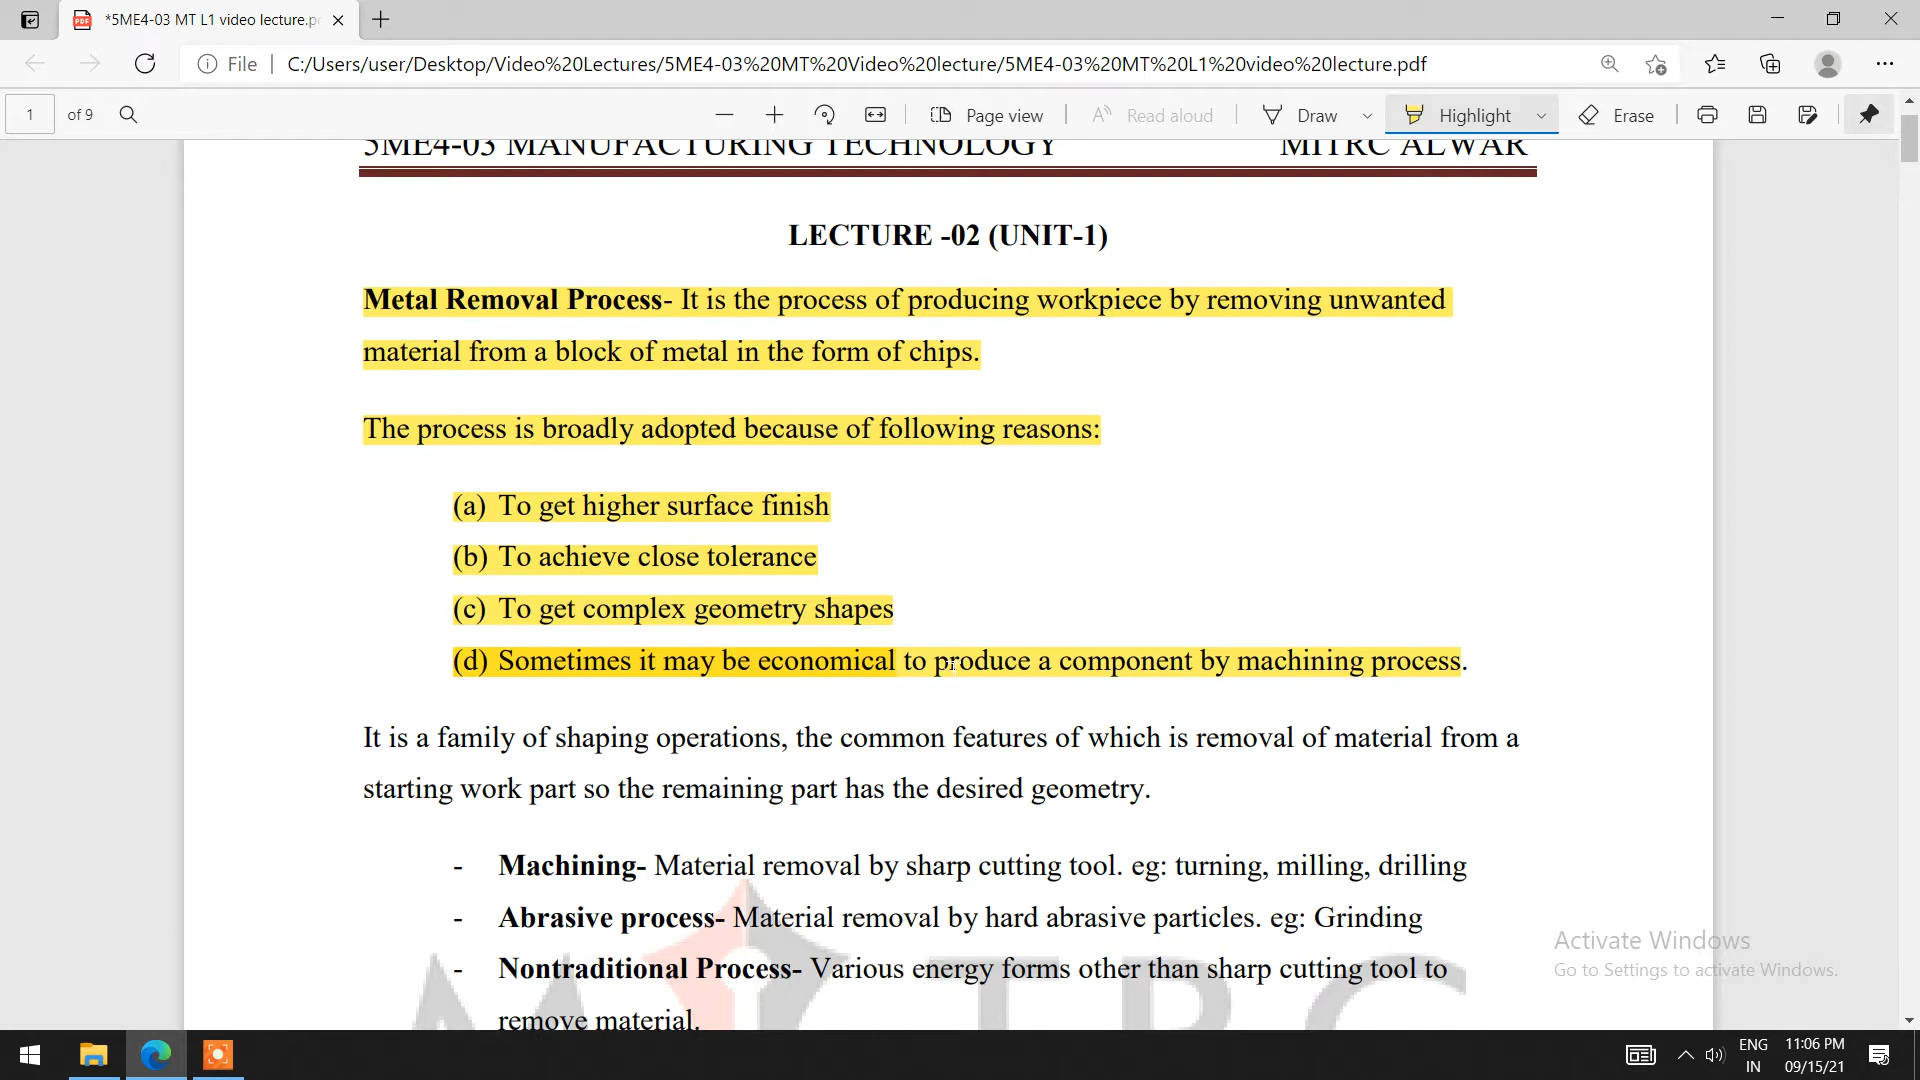 *5ME4-03 MT L1 video lecture.p
File
C:/Users/user/Desktop/Video%20Lectures/5ME4-03%20MT%20Video%20lecture/5ME4-03%20MT%20L1%20video%20lecture.pdf
1 of 9
Page view
Read aloud
Draw
Highlight
Erase
5ME4-03 MANUFACTURING TECHNOLOGY MITRC ALWAR
LECTURE -02 (UNIT-1)
Metal Removal Process- It is the process of producing workpiece by removing unwanted
material from a block of metal in the form of chips.
The process is broadly adopted because of following reasons:
(a) To get higher surface finish
(b) To achieve close tolerance
(c) To get complex geometry shapes
(d) Sometimes it may be economical to produce a component by machining process.
It is a family of shaping operations, the common features of which is removal of material from a
starting work part so the remaining part has the desired geometry.
- Machining- Material removal by sharp cutting tool. eg: turning, milling, drilling
- Abrasive process- Material removal by hard abrasive particles. eg: Grinding
- Nontraditional Process- Various energy forms other than sharp cutting tool to
remove material.
Activate Windows
Go to Settings to activate Windows.
ENG
IN
11:06 PM
09/15/21